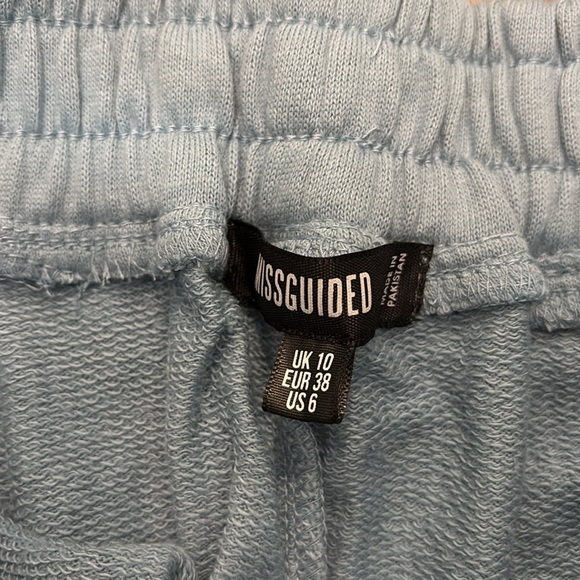 MISSGUIDED
MADE IN
PAKISTAN
UK 10
EUR 38
US 6